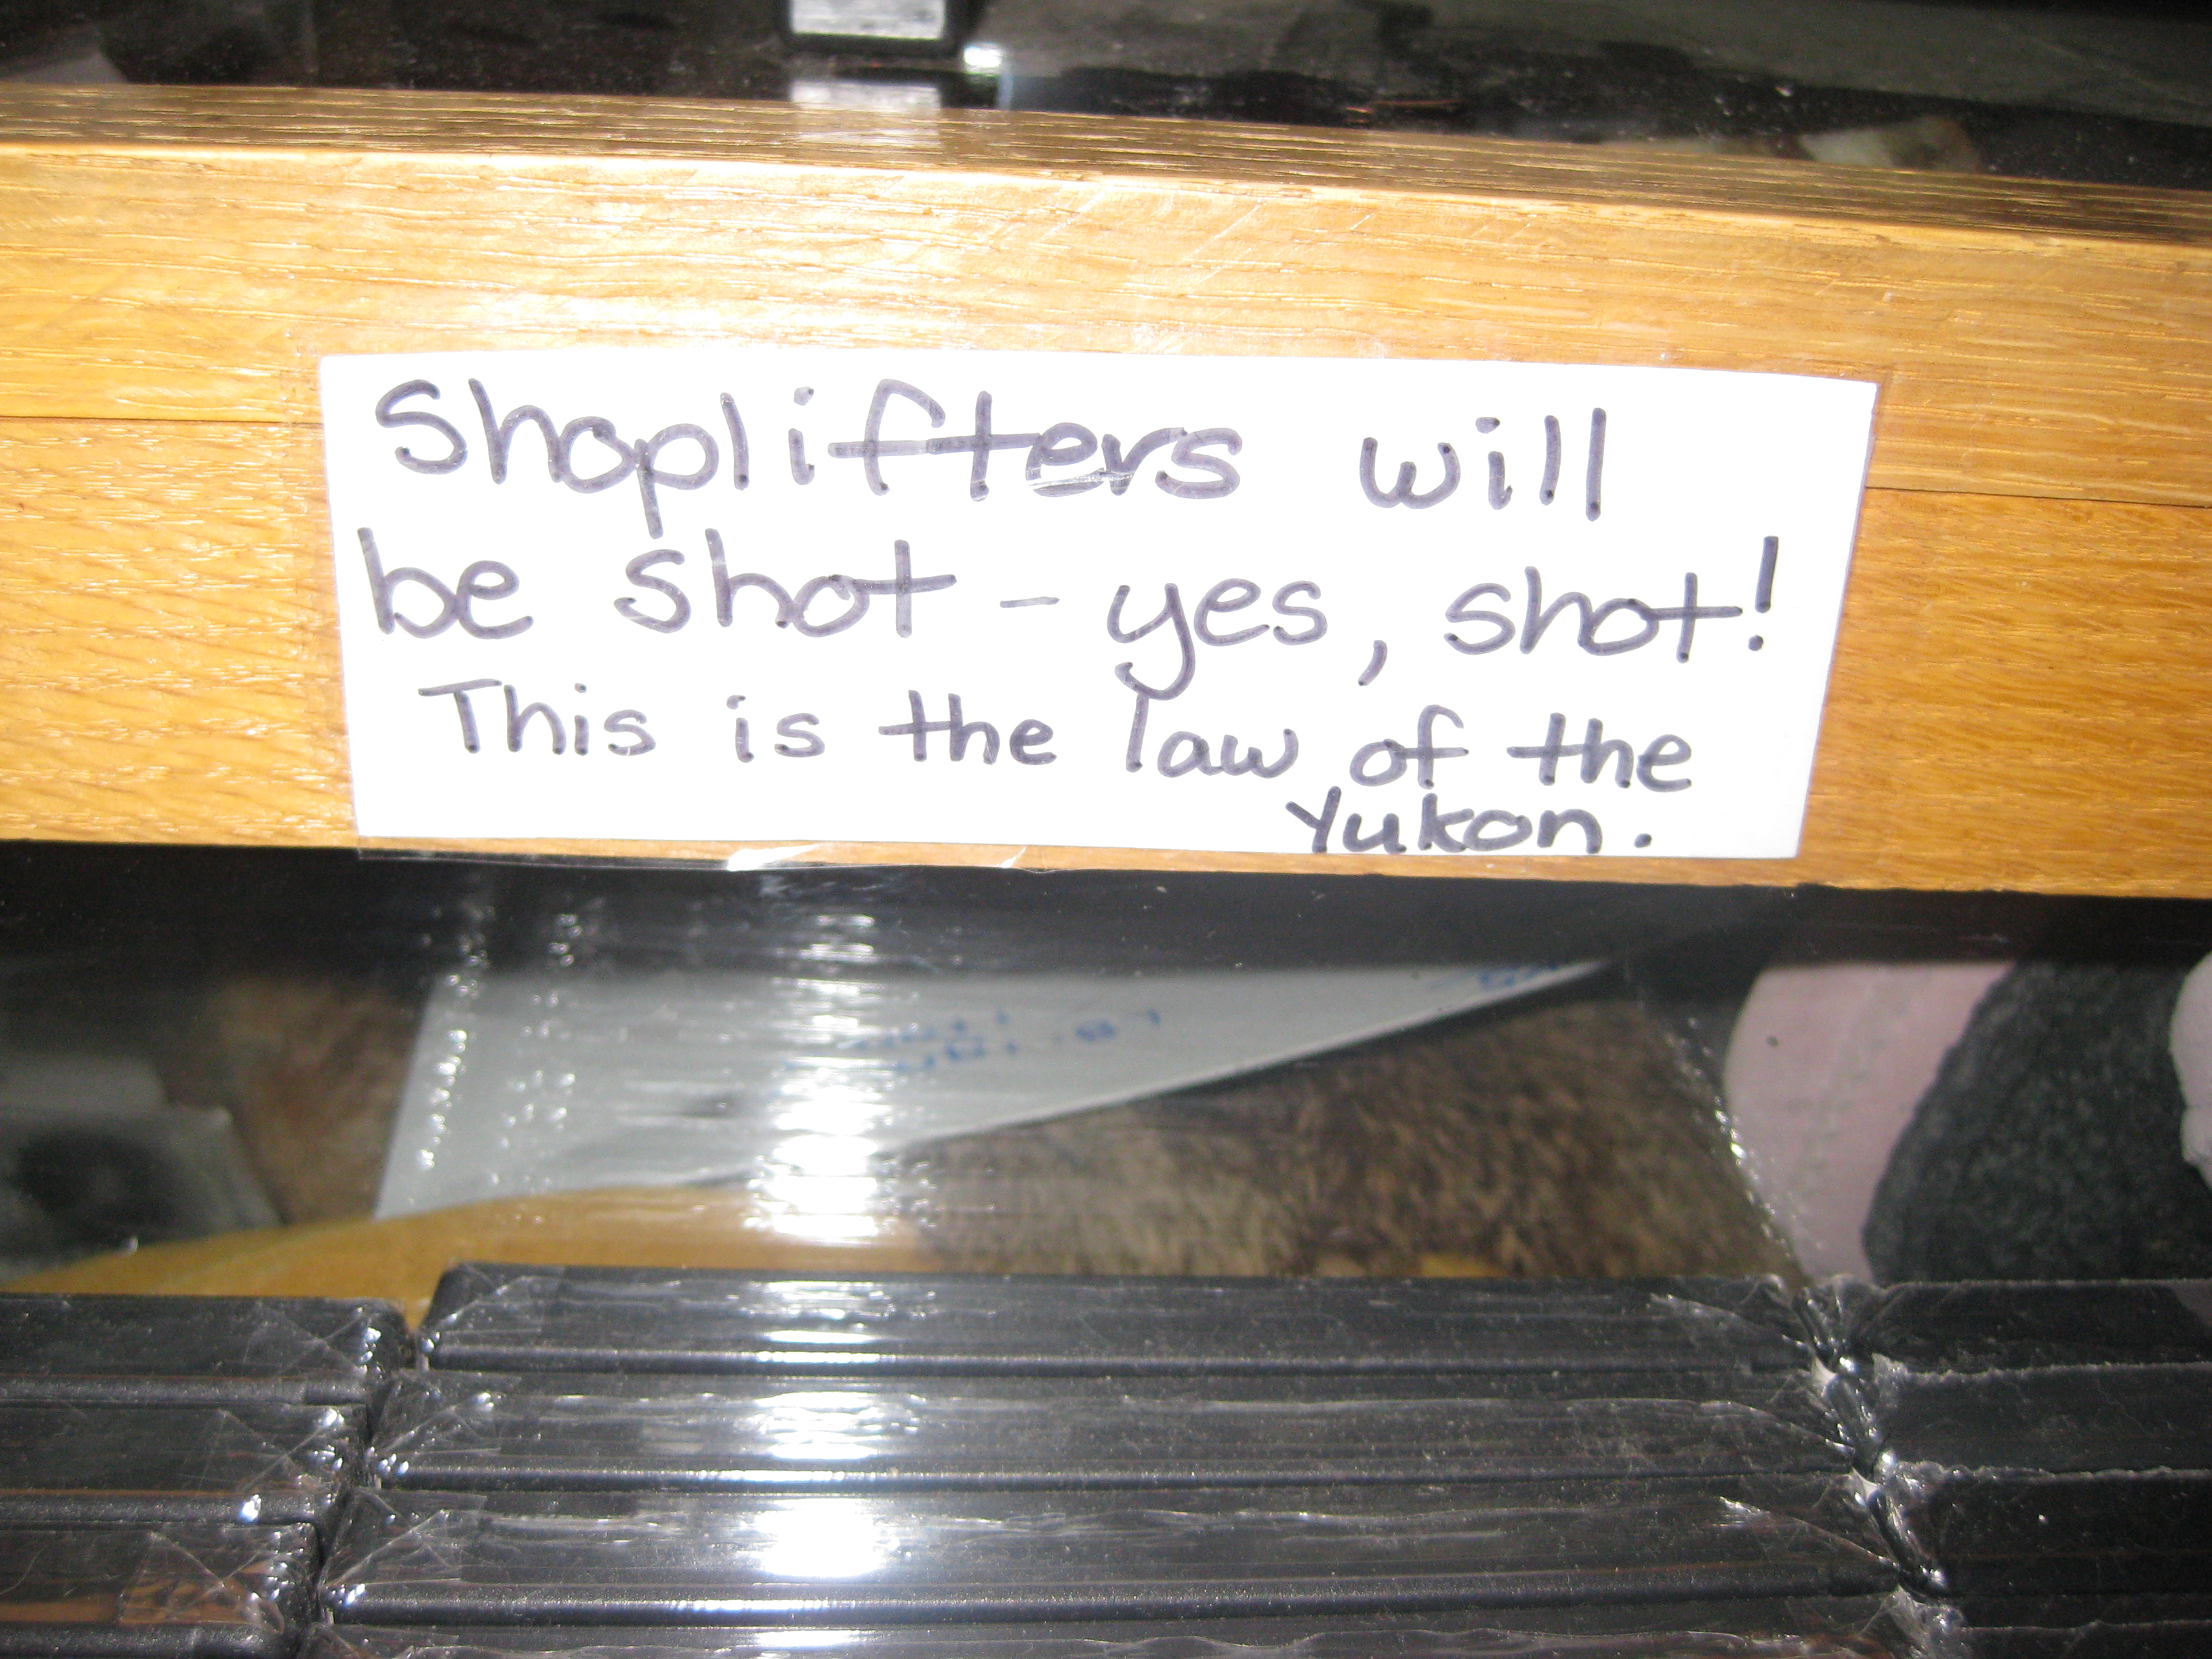 Shoplifters will
be shot - yes, shot!
This is the law of the
Yukon.